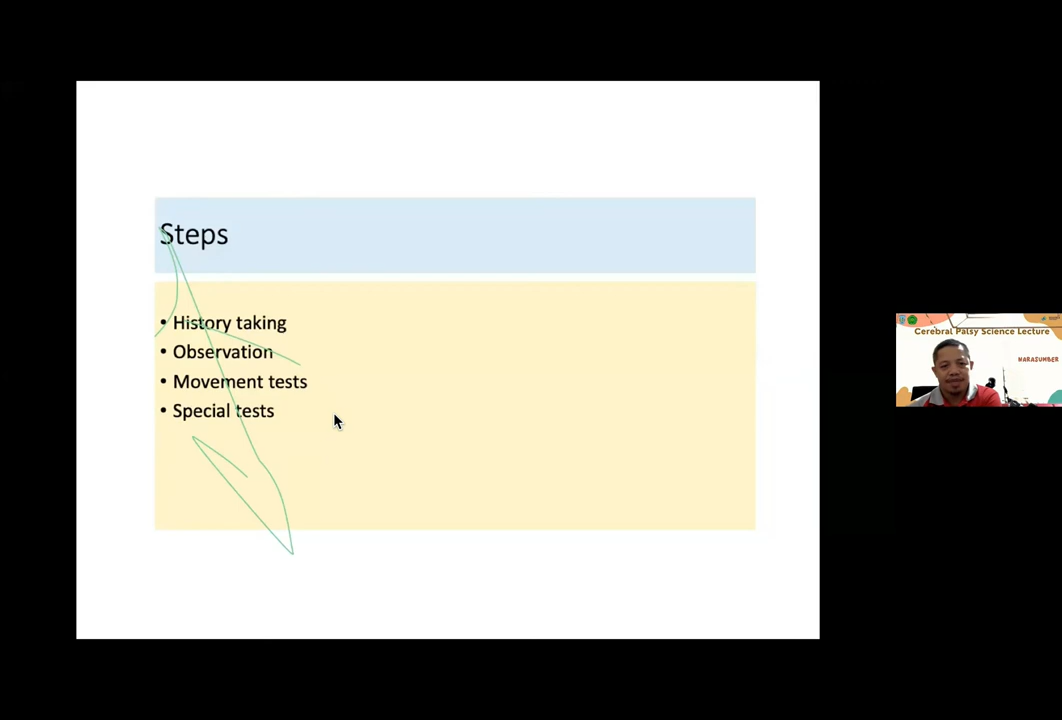 Steps
• History taking
• Observation
• Movement tests
• Special tests
Cerebral Palsy Science Lecture
NARASUMBER